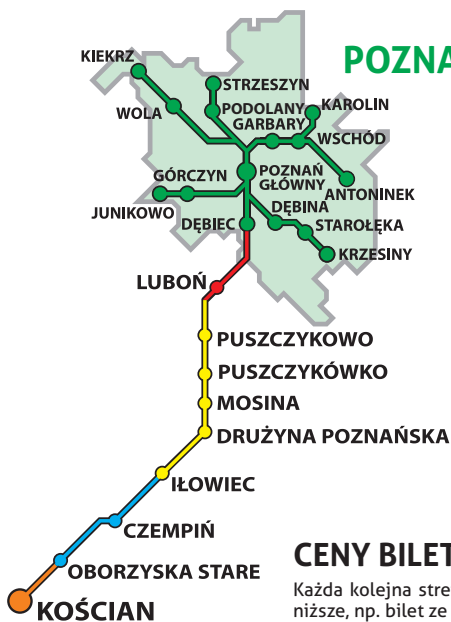 POZNA
KIEKRZ
STRZESZYN
WOLA
PODOLANY
KAROLIN
GARBARY
WSCHÓD
GÓRCZYN
POZNAŃ
GŁÓWNY
ANTONINEK
JUNIKOWO
DĘBINA
DĘBIEC
STAROŁĘKA
KRZESINY
LUBOŃ
PUSZCZYKOWO
PUSZCZYKÓWKO
MOSINA
DRUŻYNA POZNAŃSKA
IŁOWIEC
CZEMPIŃ
OBORZYSKA STARE
KOŚCIAN
CENY BILET
Każda kolejna stre
niższe, np. bilet ze